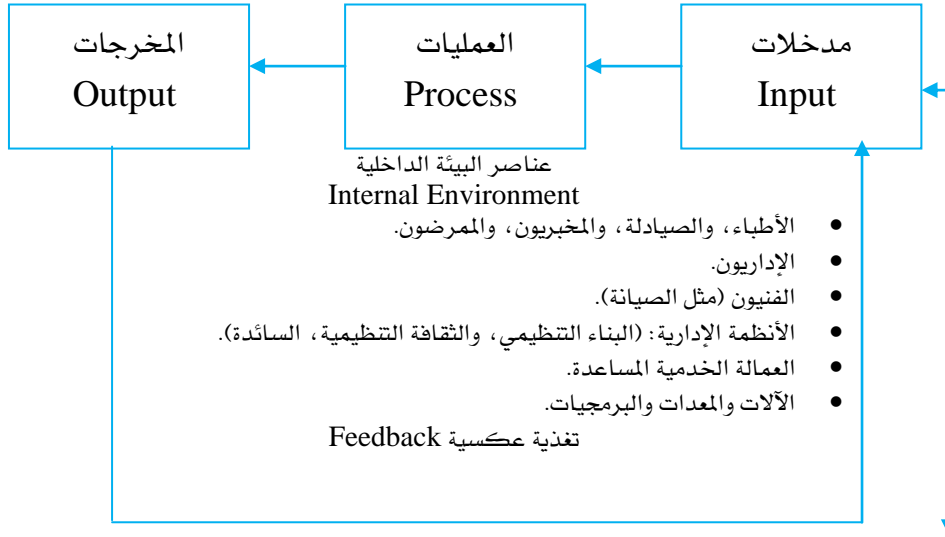 مدخلات
Input
العمليات
Process
المخرجات
Output
عناصر البيئة الداخلية
Internal Environment
• الأطباء، والصيادلة، والمخبريون، والممرضون.
• الإداريون.
• الفنيون (مثل الصيانة).
• الأنظمة الإدارية: (البناء التنظيمي، والثقافة التنظيمية، السائدة).
• العمالة الخدمية المساعدة.
• الآلات والمعدات والبرمجيات.
تغذية عكسية Feedback